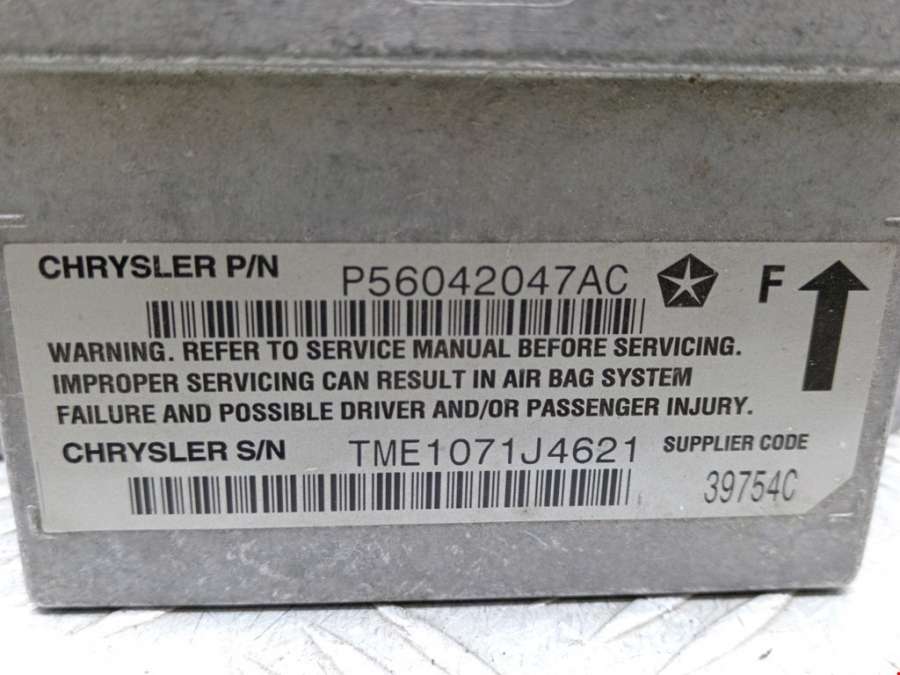 CHRYSLER P/N P56042047AC F
WARNING. REFER TO SERVICE MANUAL BEFORE SERVICING.
IMPROPER SERVICING CAN RESULT IN AIR BAG SYSTEM
FAILURE AND POSSIBLE DRIVER AND/OR PASSENGER INJURY.
CHRYSLER S/N TME1071J4621 SUPPLIER CODE
39754C